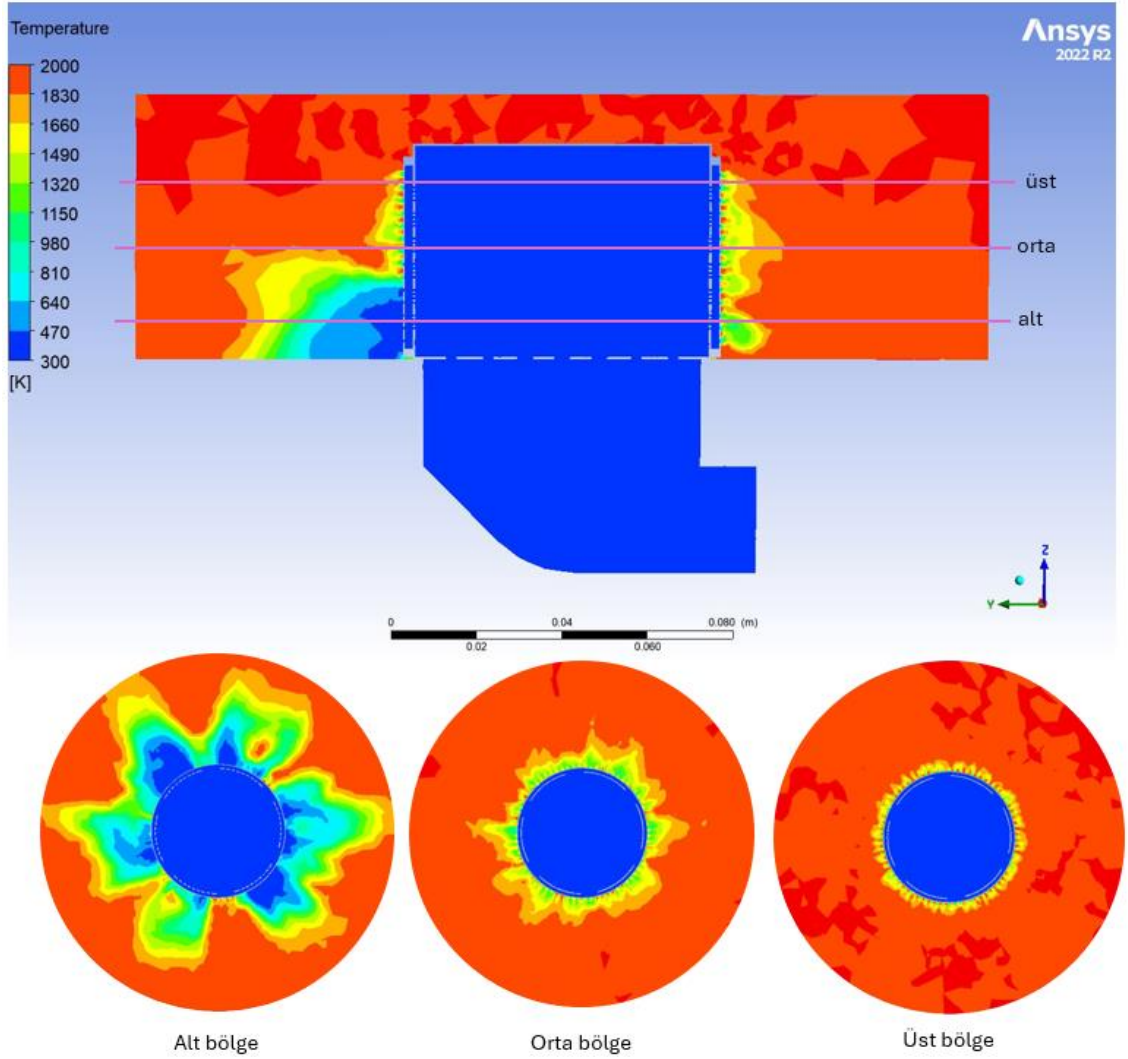 Temperature
Ansys
2022 R2
2000
1830
1660
1490
1320
1150
980
810
640
470
300
[K]
üst
orta
alt
Z
Y
0 0.04 0.080 (m)
0.02 0.060
Alt bölge Orta bölge Üst bölge